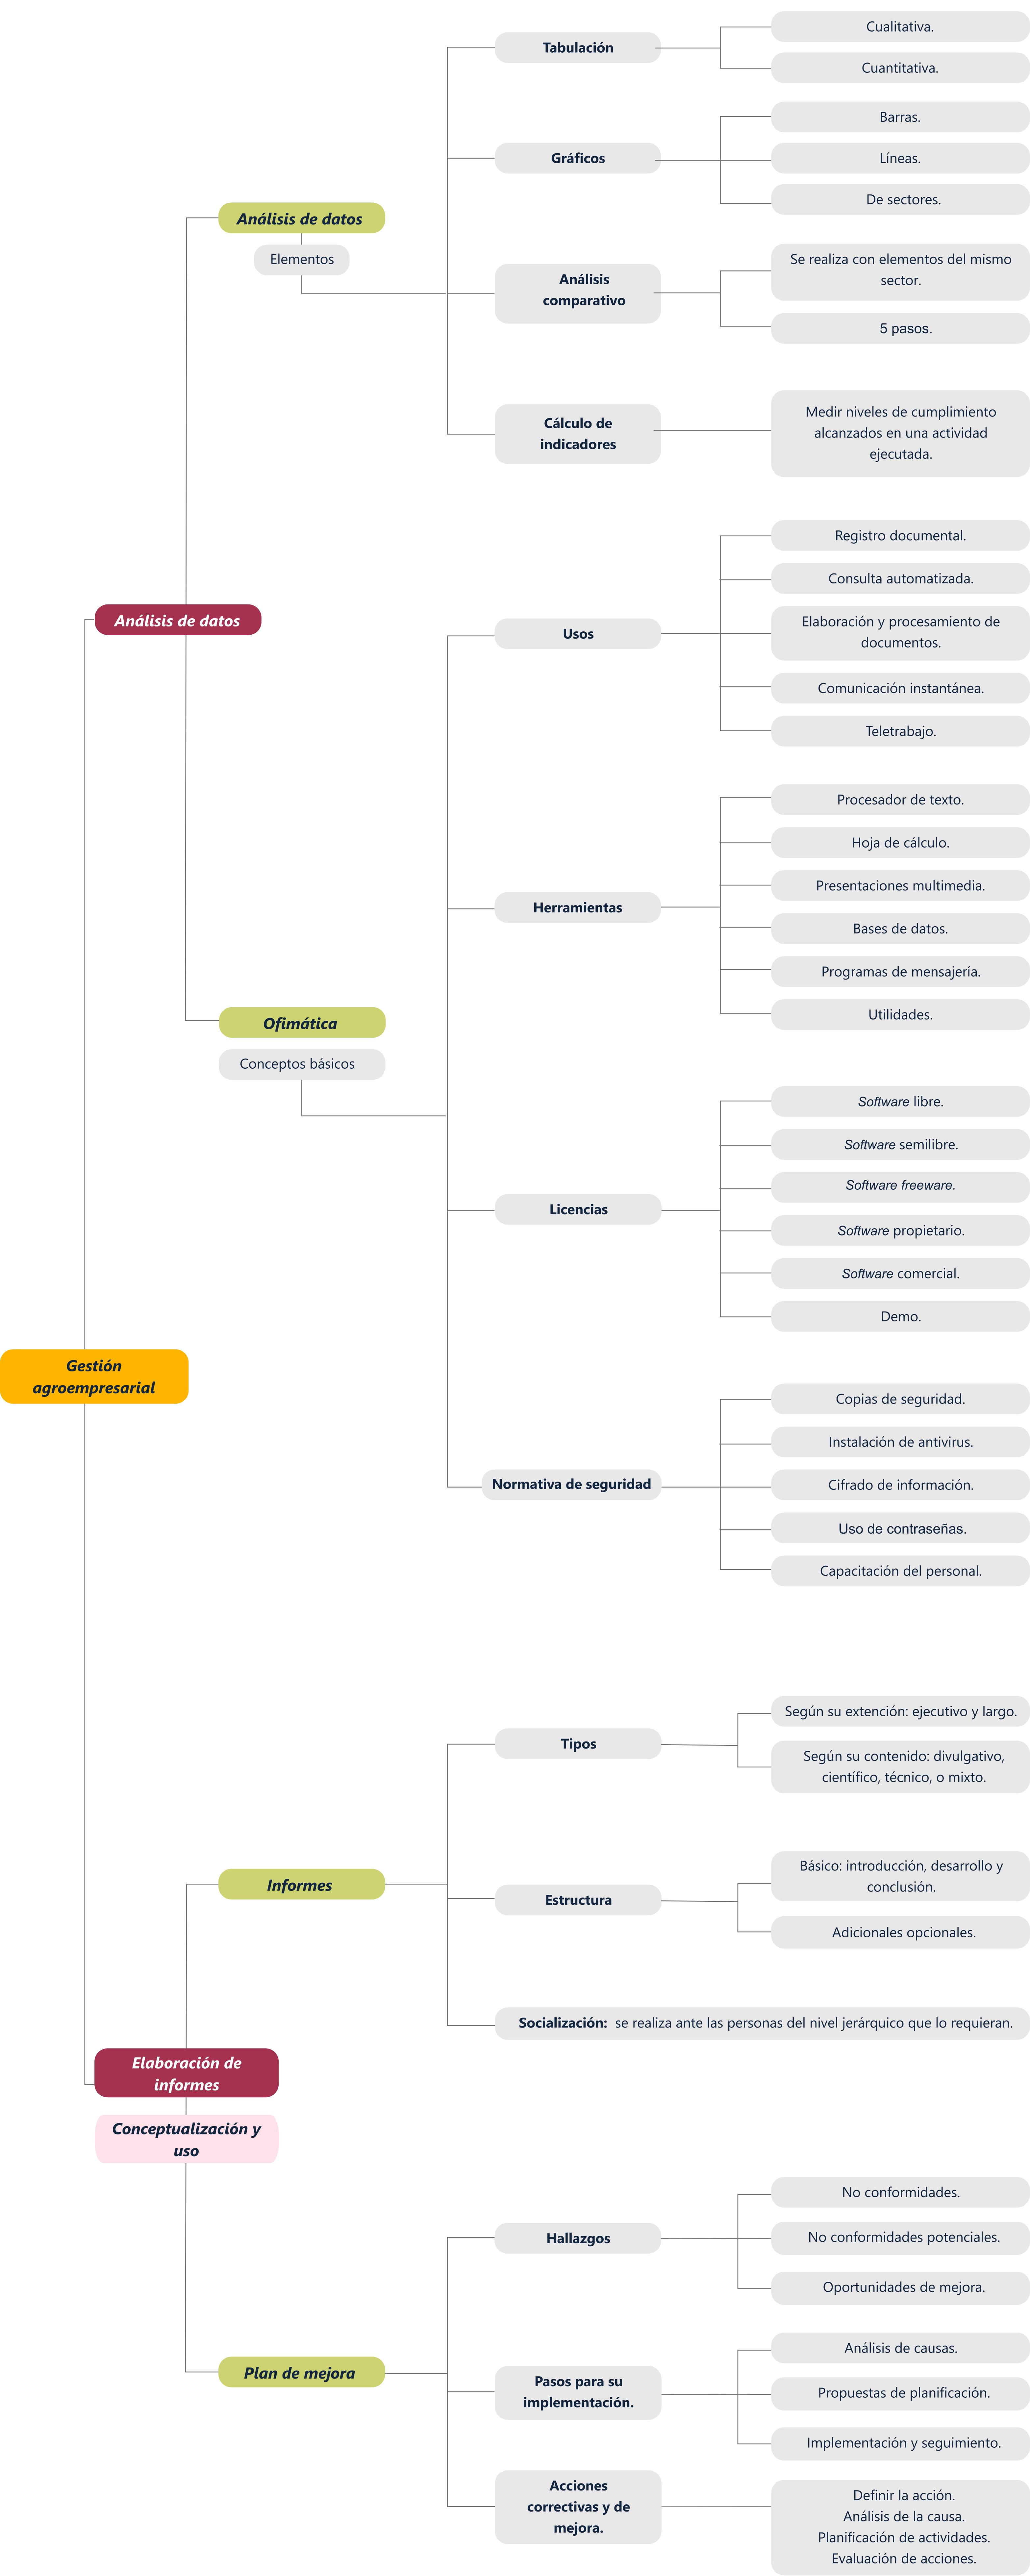 Gestión
agroempresarial
Análisis de datos
Análisis de datos
Elementos
Tabulación
Cualitativa.
Cuantitativa.
Gráficos
Barras.
Líneas.
De sectores.
Análisis
comparativo
Se realiza con elementos del mismo
sector.
5 pasos.
Cálculo de
indicadores
Medir niveles de cumplimiento
alcanzados en una actividad
ejecutada.
Ofimática
Conceptos básicos
Usos
Registro documental.
Consulta automatizada.
Elaboración y procesamiento de
documentos.
Comunicación instantánea.
Teletrabajo.
Herramientas
Procesador de texto.
Hoja de cálculo.
Presentaciones multimedia.
Bases de datos.
Programas de mensajería.
Utilidades.
Licencias
Software libre.
Software semilibre.
Software freeware.
Software propietario.
Software comercial.
Demo.
Normativa de seguridad
Copias de seguridad.
Instalación de antivirus.
Cifrado de información.
Uso de contraseñas.
Capacitación del personal.
Elaboración de
informes
Conceptualización y
uso
Informes
Tipos
Según su extención: ejecutivo y largo.
Según su contenido: divulgativo,
científico, técnico, o mixto.
Estructura
Básico: introducción, desarrollo y
conclusión.
Adicionales opcionales.
Socialización: se realiza ante las personas del nivel jerárquico que lo requieran.
Plan de mejora
Hallazgos
No conformidades.
No conformidades potenciales.
Oportunidades de mejora.
Pasos para su
implementación.
Análisis de causas.
Propuestas de planificación.
Implementación y seguimiento.
Acciones
correctivas y de
mejora.
Definir la acción.
Análisis de la causa.
Planificación de actividades.
Evaluación de acciones.